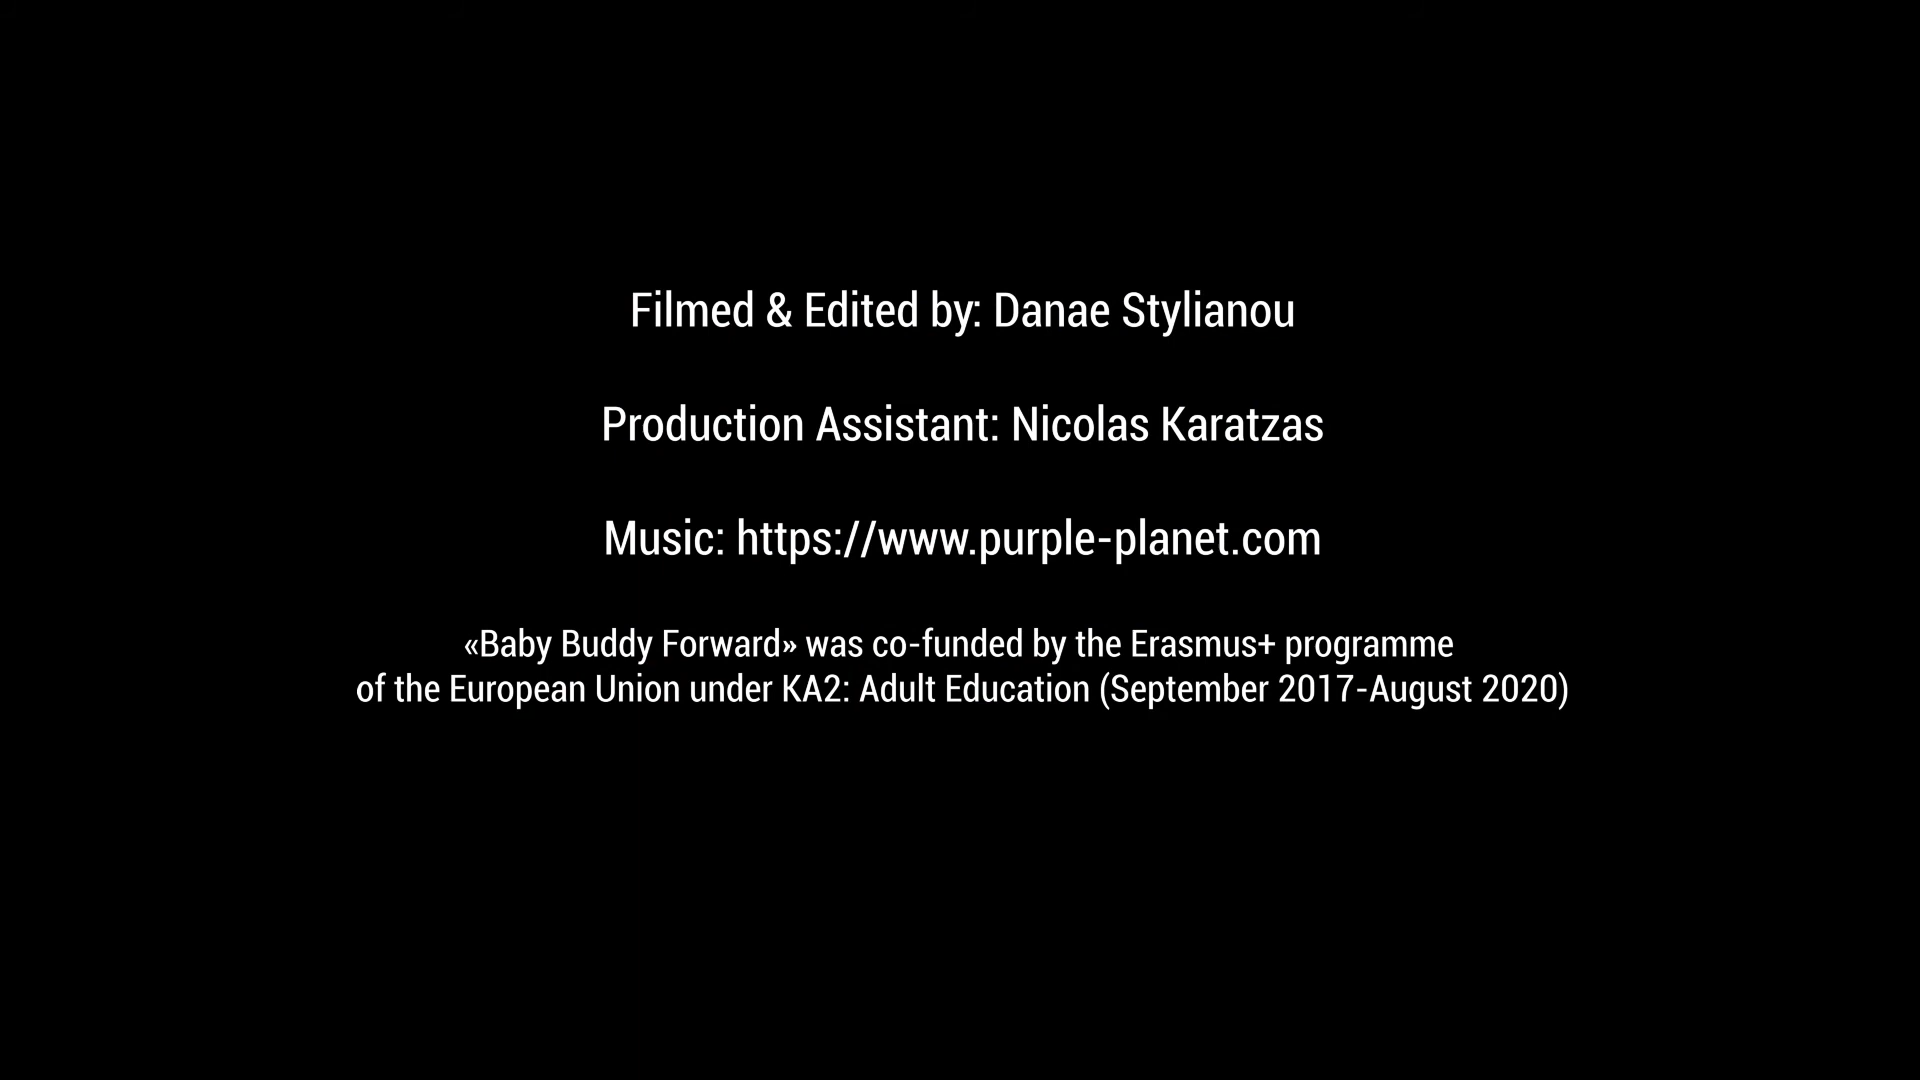 Filmed & Edited by: Danae Stylianou
Production Assistant: Nicolas Karatzas
Music: https://www.purple-planet.com
«Baby Buddy Forward» was co-funded by the Erasmus+ programme
of the European Union under KA2: Adult Education (September 2017-August 2020)